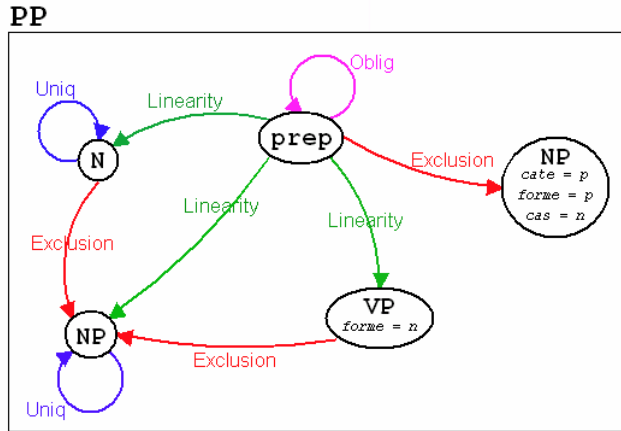 PP
Oblig
Uniq
Linearity
prep
N
Exclusion
NP
cate = p
forme = p
cas = n
Linearity
Linearity
Exclusion
VP
forme = n
NP
Exclusion
Uniq